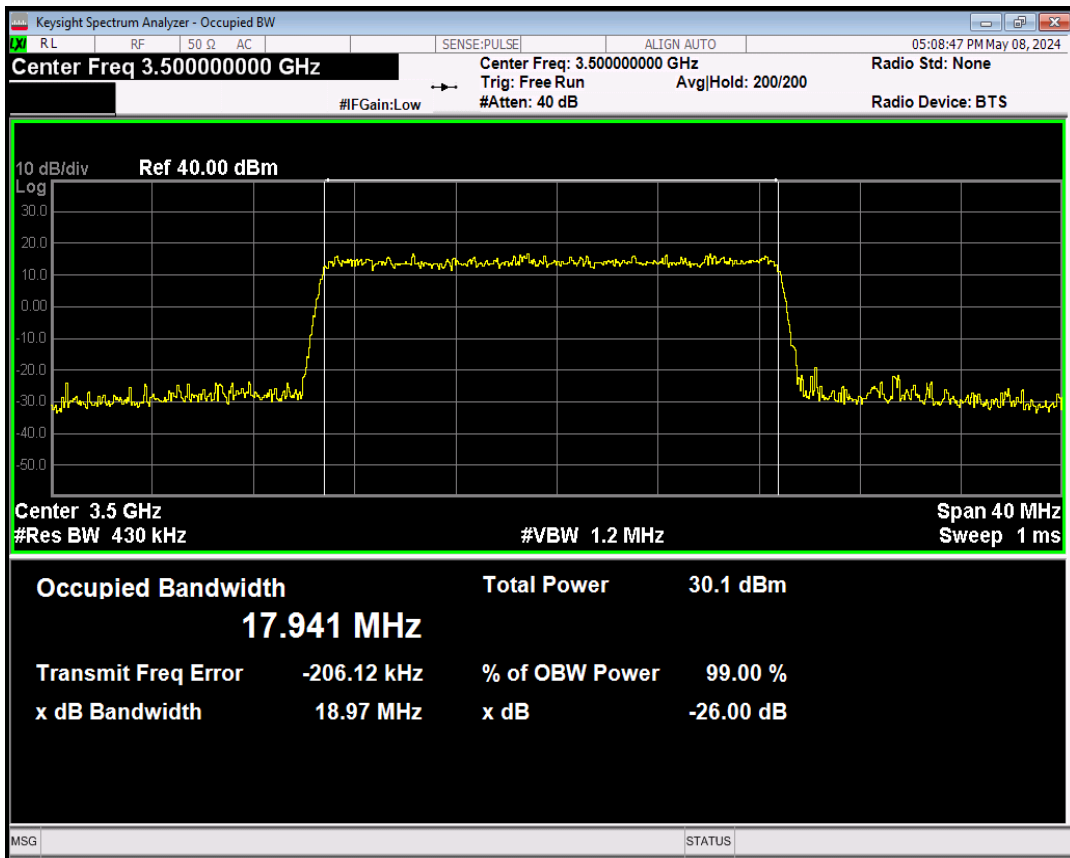 Keysight Spectrum Analyzer - Occupied BW
LXI RL RF 50 Ω AC SENSE:PULSE ALIGN AUTO 05:08:47 PM May 08, 2024
Center Freq 3.500000000 GHz Center Freq: 3.500000000 GHz Radio Std: None
Trig: Free Run Avg|Hold: 200/200
#IFGain:Low #Atten: 40 dB Radio Device: BTS
10 dB/div Ref 40.00 dBm
Log
30.0
20.0
10.0
0.00
-10.0
-20.0
-30.0
-40.0
-50.0
Center 3.5 GHz Span 40 MHz
#Res BW 430 kHz #VBW 1.2 MHz Sweep 1 ms
Occupied Bandwidth Total Power 30.1 dBm
17.941 MHz
Transmit Freq Error -206.12 kHz % of OBW Power 99.00 %
x dB Bandwidth 18.97 MHz x dB -26.00 dB
MSG STATUS